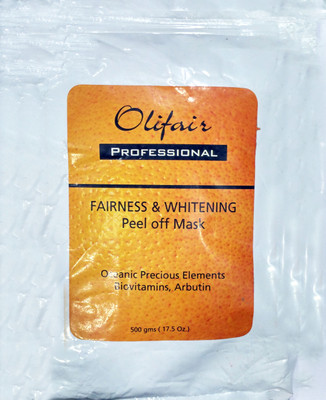 Olifair
PROFESSIONAL
FAIRNESS & WHITENING
Peel off Mask
Organic Precious Elements
Biovitamins, Arbutin
500 gms ( 17.5 Oz.)